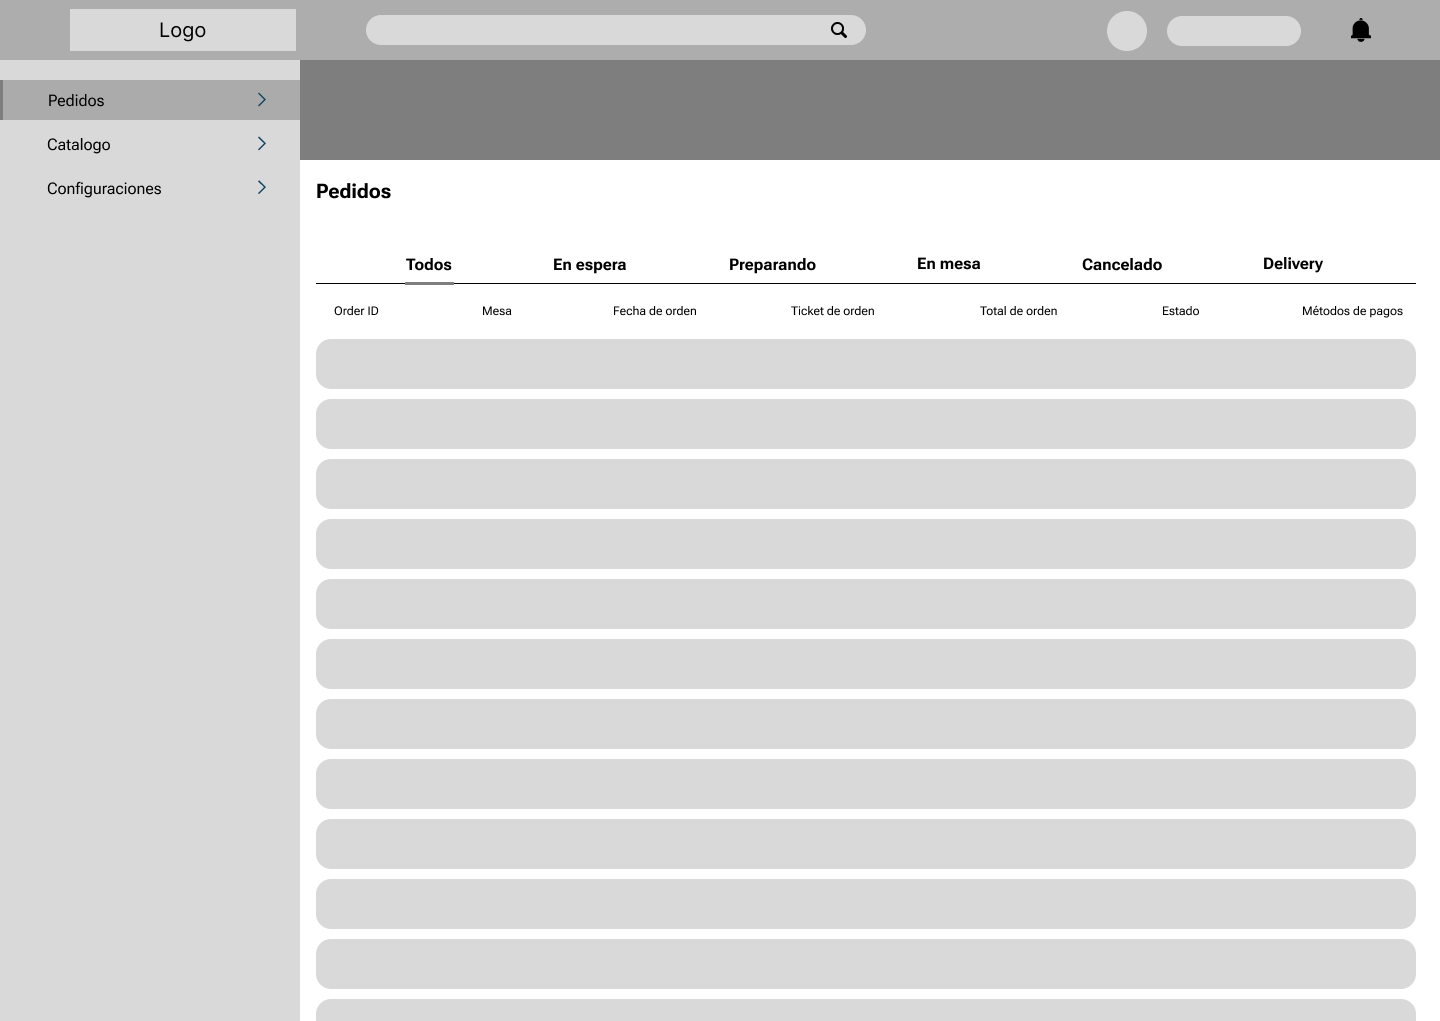 Logo
Pedidos
Catalogo
Configuraciones
Pedidos
Todos En espera Preparando En mesa Cancelado Delivery
Order ID Mesa Fecha de orden Ticket de orden Total de orden Estado Métodos de pagos